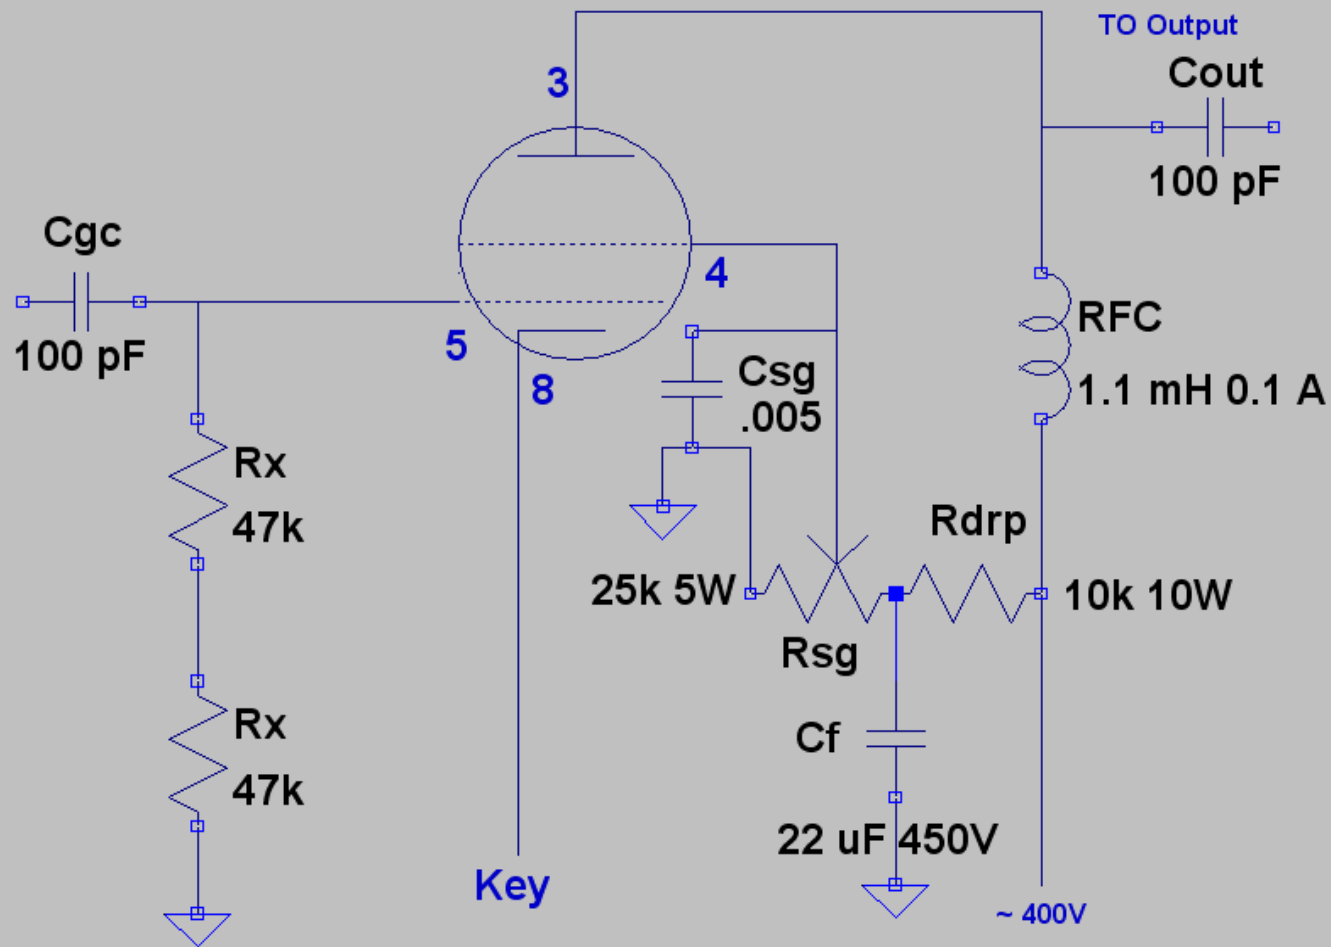 TO Output
3
Cout
100 pF
Cgc
4
100 pF
5
RFC
8
Csg
.005
1.1 mH 0.1 A
Rx
47k
Rdrp
25k 5W
10k 10W
Rsg
Rx
47k
Cf
22 uF 450V
Key
~ 400V